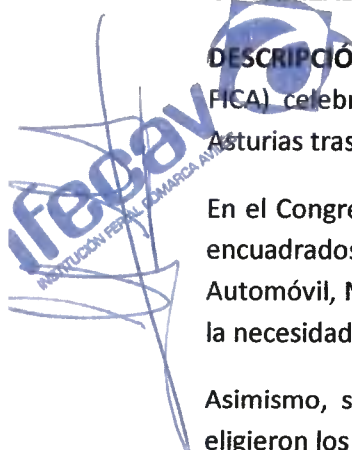 DESCRIPCIÓ
FICA) celebr
Asturias tras
ifecav
INSTITUCIÓN FERIAL COMARCA AVILÉS
En el Congre
encuadrados
Automóvil, N
la necesidad
Asimismo, s
eligieron los